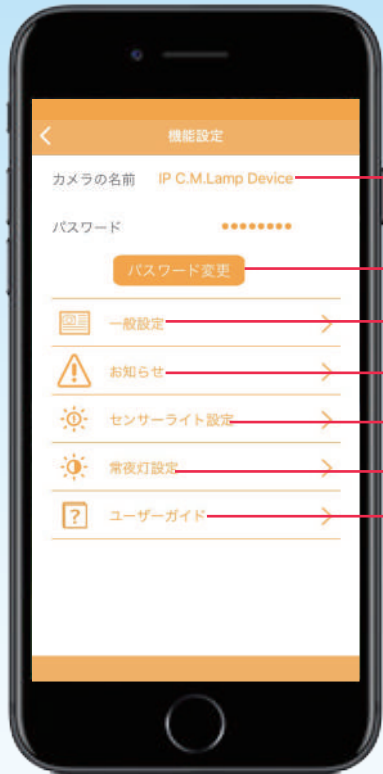 機能設定
カメラの名前 IP C.M.Lamp Device
パスワード ••••••••
パスワード変更
一般設定
お知らせ
センサーライト設定
常夜灯設定
ユーザーガイド